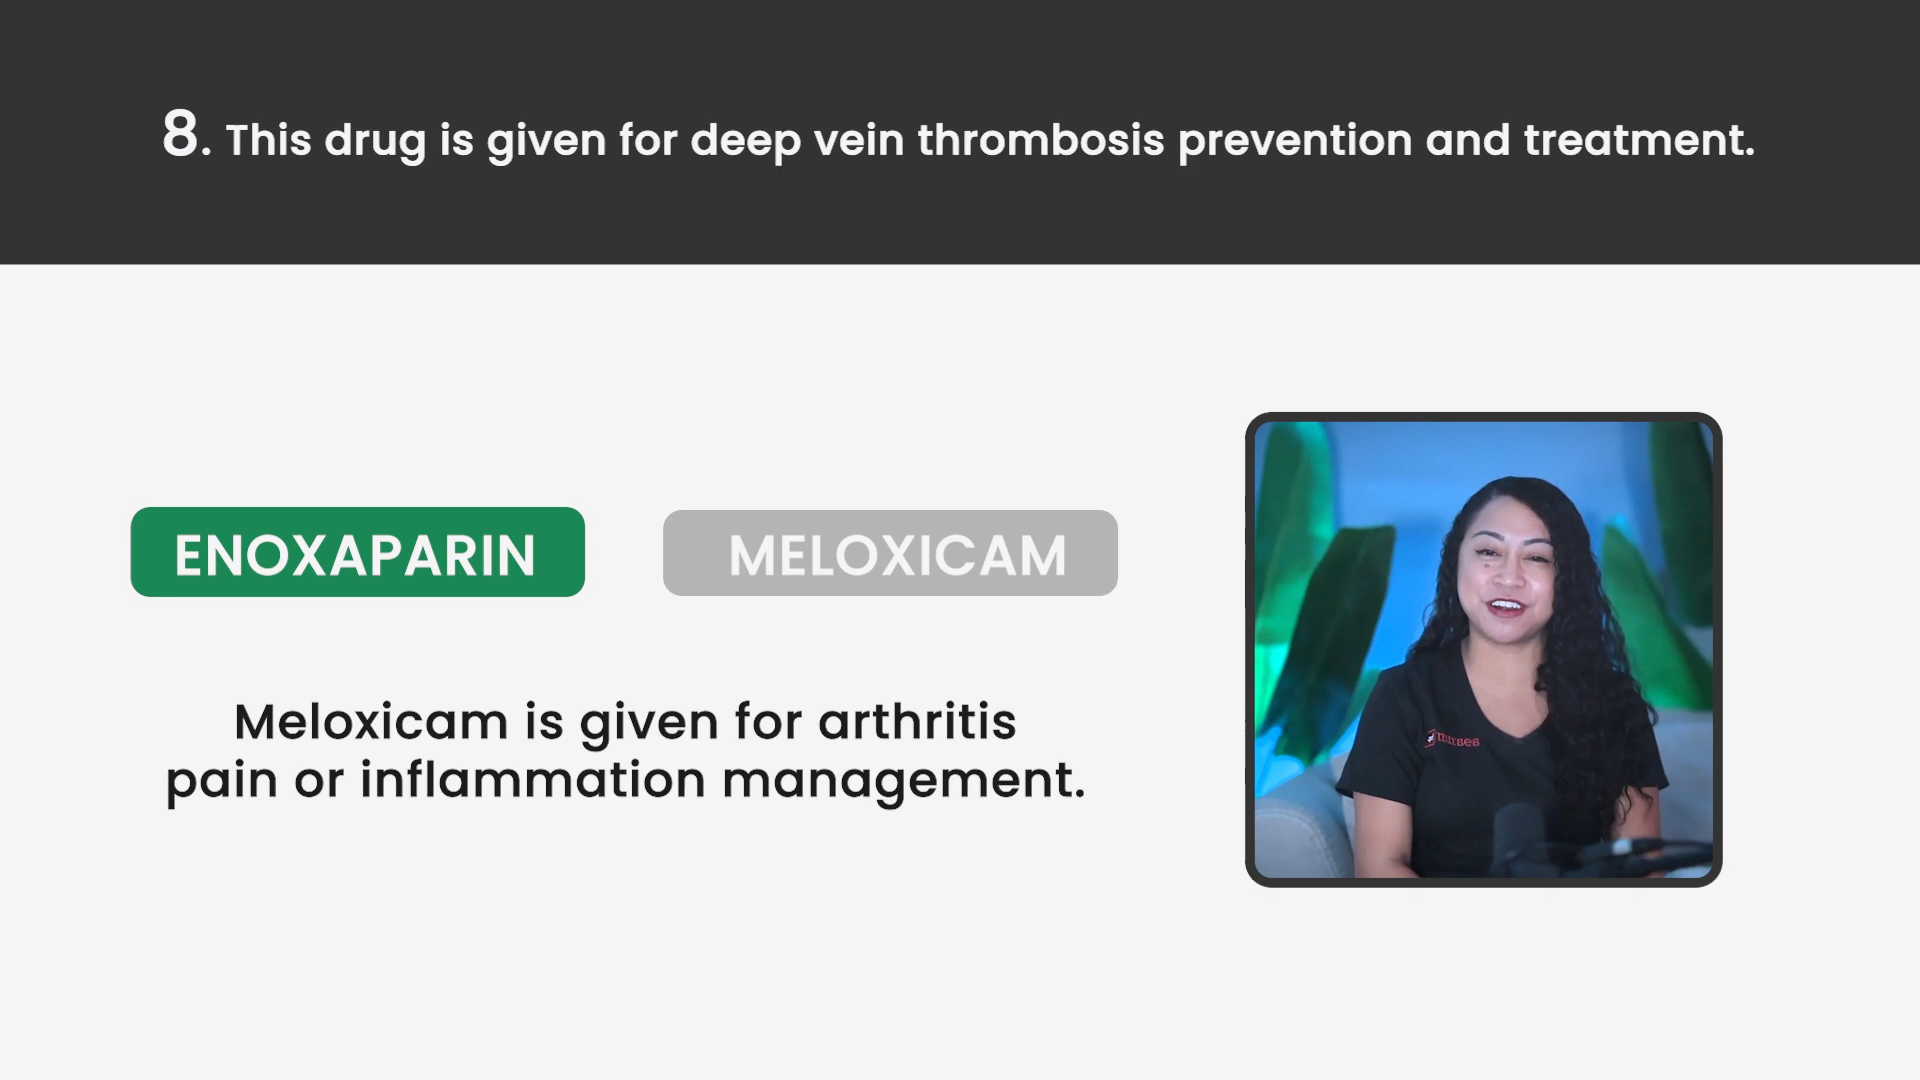 8. This drug is given for deep vein thrombosis prevention and treatment.
ENOXAPARIN
MELOXICAM
Meloxicam is given for arthritis
pain or inflammation management.
nurses